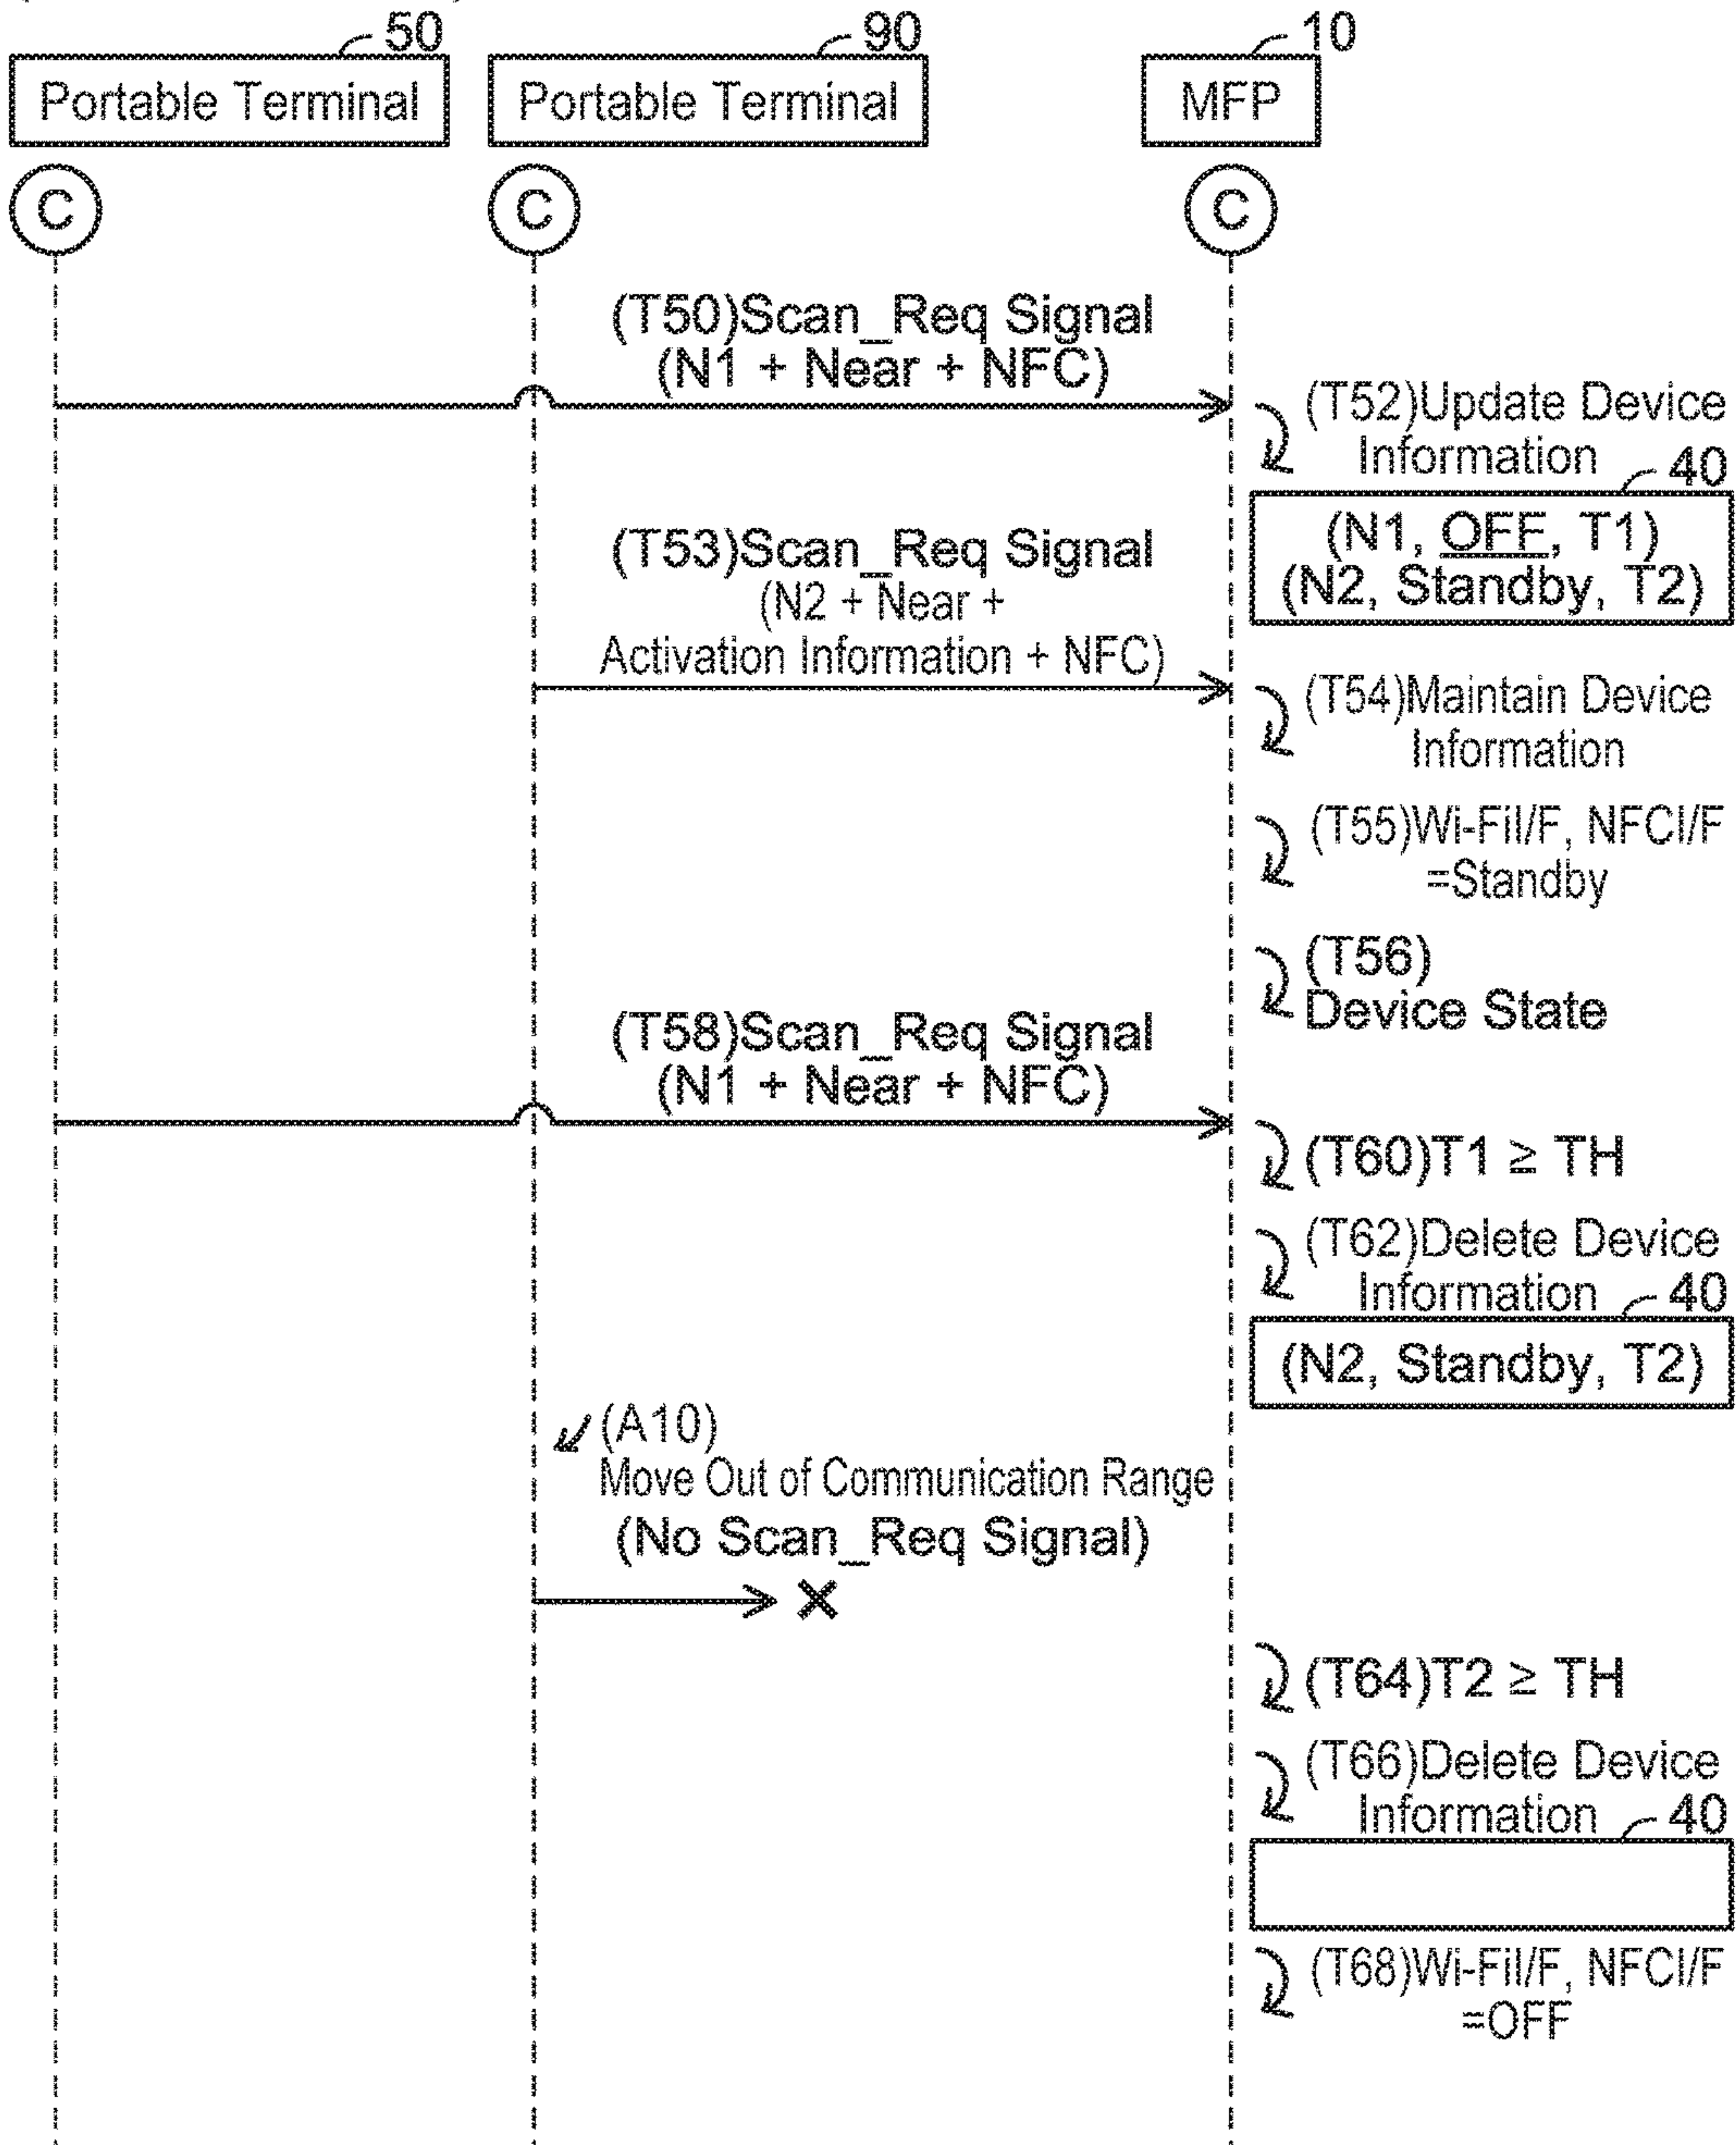 50
90
10
Portable Terminal
Portable Terminal
MFP
C
C
C
(T50)Scan_Req Signal
(N1 + Near + NFC)
(T52)Update Device
Information
40
(N1, OFF, T1)
(N2, Standby, T2)
(T53)Scan_Req Signal
(N2 + Near +
Activation Information + NFC)
(T54)Maintain Device
Information
(T55)Wi-FiI/F, NFCI/F
=Standby
(T56)
Device State
(T58)Scan_Req Signal
(N1 + Near + NFC)
(T60)T1 ≥ TH
(T62)Delete Device
Information
40
(N2, Standby, T2)
(A10)
Move Out of Communication Range
(No Scan_Req Signal)
(T64)T2 ≥ TH
(T66)Delete Device
Information
40
(T68)Wi-FiI/F, NFCI/F
=OFF